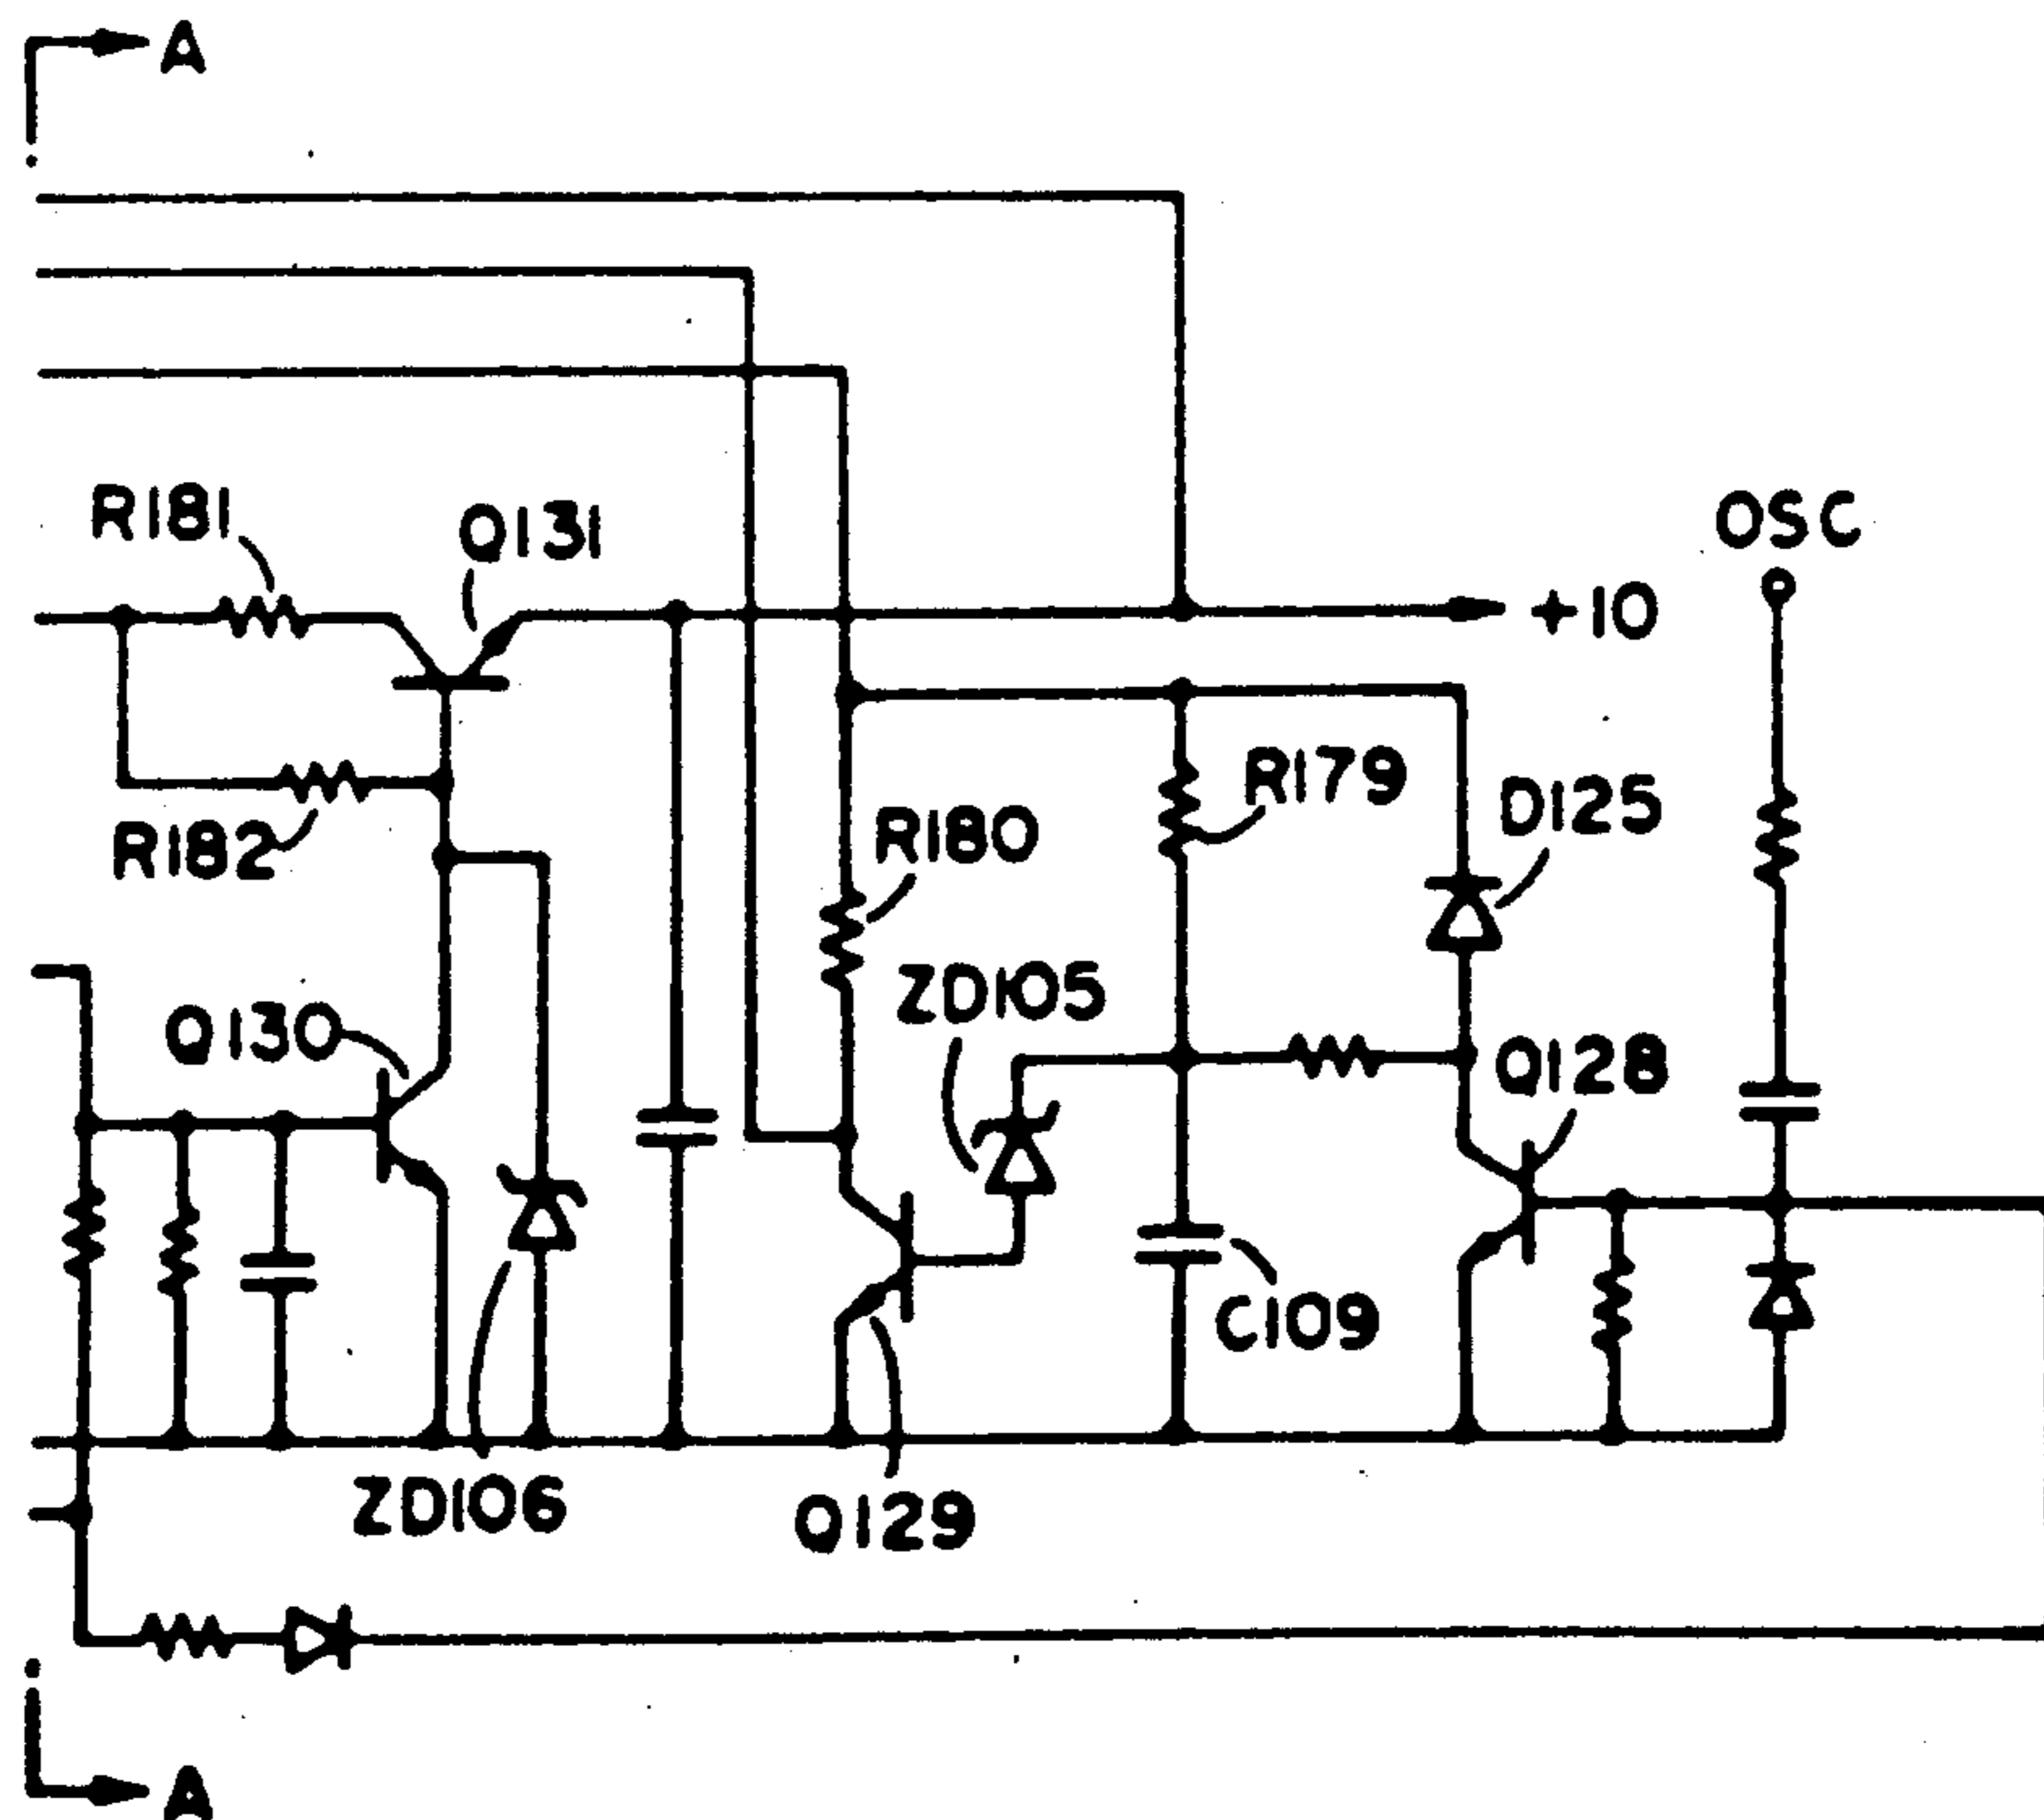 A
R181
Q131
OSC
+10
R179
D125
R182
R180
ZD105
Q130
Q128
C109
ZD106
Q129
A